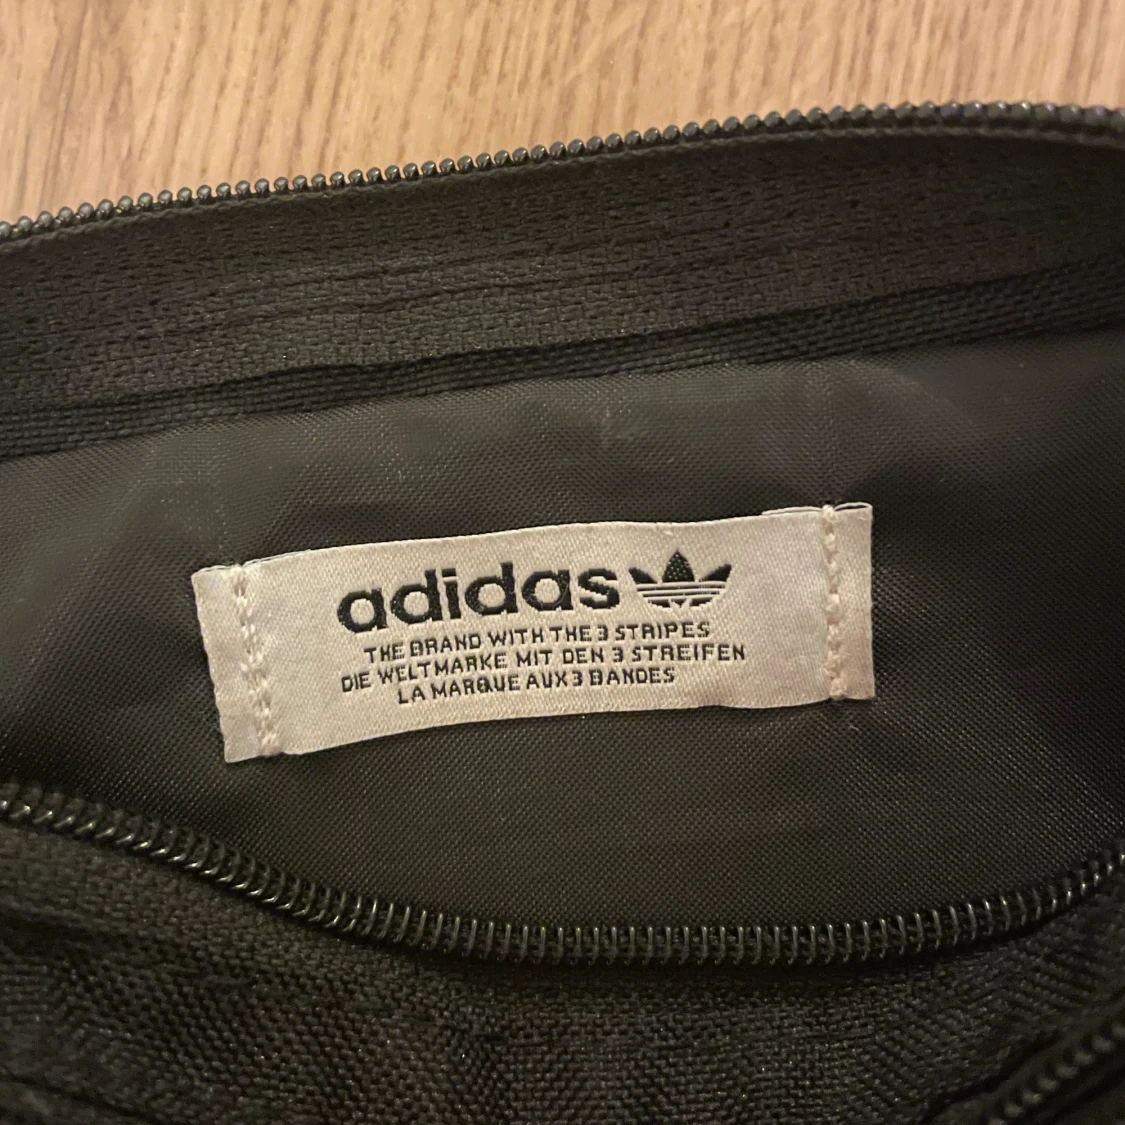 adidas
THE BRAND WITH THE 3 STRIPES
DIE WELTMARKE MIT DEN 3 STREIFEN
LA MARQUE AUX 3 BANDES